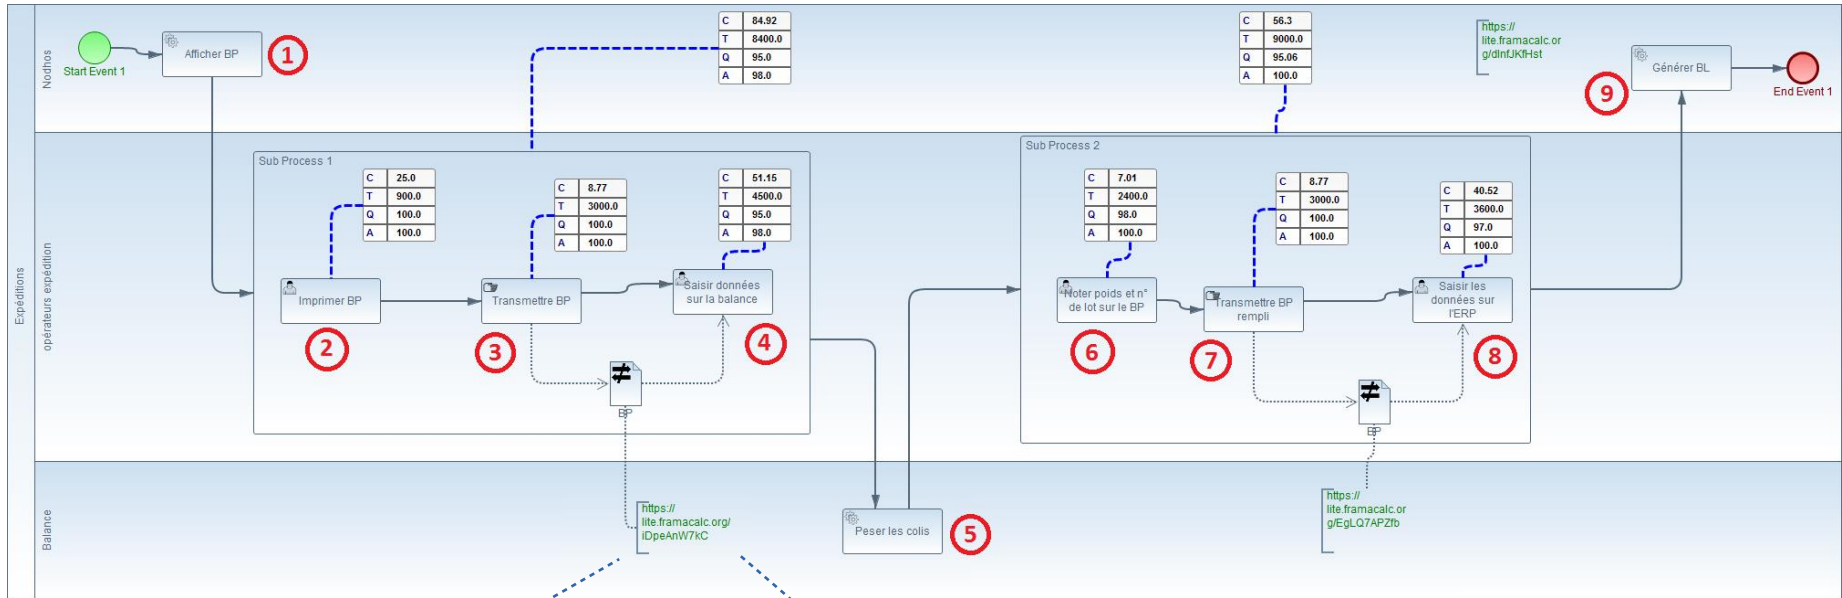 Expéditions
Nodhos
Start Event 1
Afficher BP
1
C 84.92
T 8400.0
Q 95.0
A 98.0
C 56.3
T 9000.0
Q 95.06
A 100.0
https://
lite.framacalc.or
g/dInfJKfHst
Générer BL
9
End Event 1
opérateurs expédition
Sub Process 1
C 25.0
T 900.0
Q 100.0
A 100.0
C 8.77
T 3000.0
Q 100.0
A 100.0
C 51.15
T 4500.0
Q 95.0
A 98.0
Imprimer BP
2
Transmettre BP
3
Saisir données
sur la balance
4
BP
Sub Process 2
C 7.01
T 2400.0
Q 98.0
A 100.0
C 8.77
T 3000.0
Q 100.0
A 100.0
C 40.52
T 3600.0
Q 97.0
A 100.0
Noter poids et n°
de lot sur le BP
6
Transmettre BP
rempli
7
Saisir les
données sur
l'ERP
8
BP
Balance
https://
lite.framacalc.org/
iDpeAnW7kC
Peser les colis
5
https://
lite.framacalc.or
g/EgLQ7APZfb